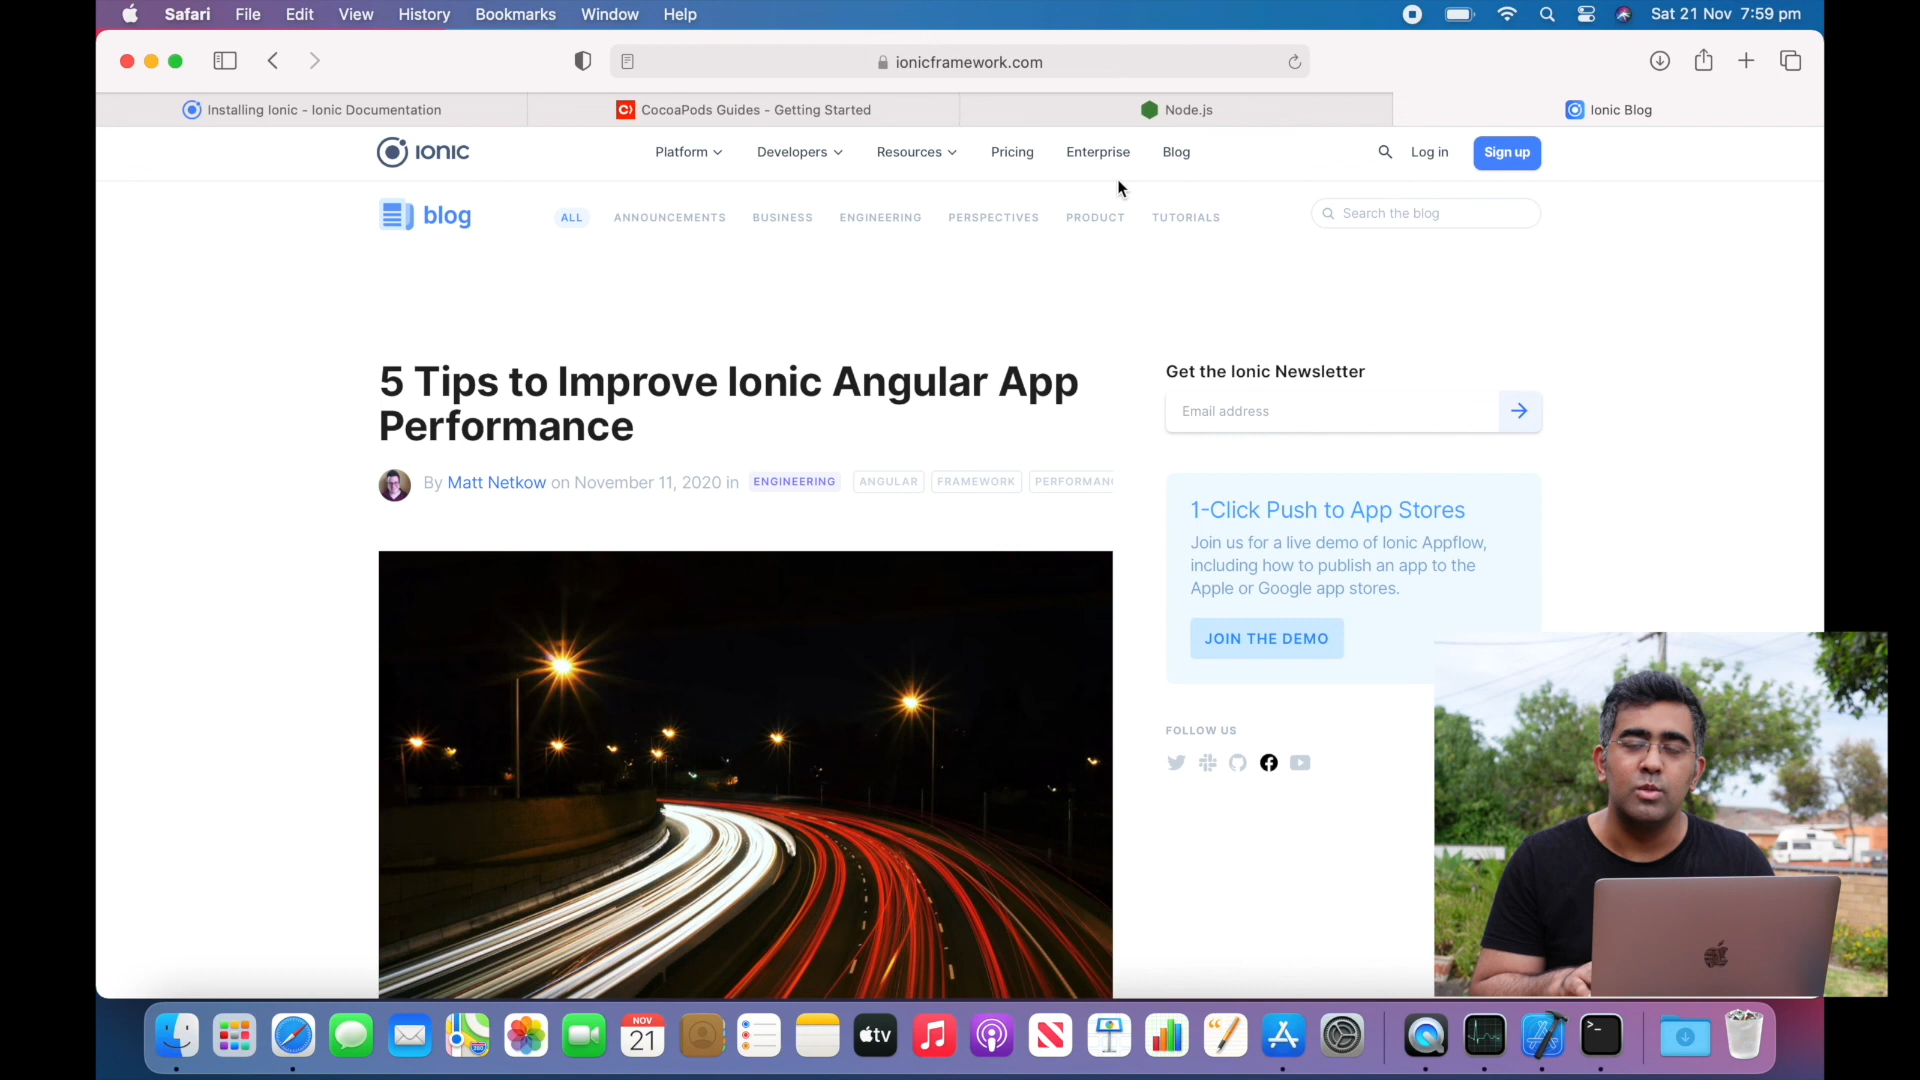 Safari File Edit View History Bookmarks Window Help Sat 21 Nov 7:59 pm
ionicframework.com
Installing Ionic - Ionic Documentation CocoaPods Guides - Getting Started Node.js Ionic Blog
IONIC Platform Developers Resources Pricing Enterprise Blog Log in Sign up
blog ALL ANNOUNCEMENTS BUSINESS ENGINEERING PERSPECTIVES PRODUCT TUTORIALS Search the blog
5 Tips to Improve Ionic Angular App
Performance
By Matt Netkow on November 11, 2020 in ENGINEERING ANGULAR FRAMEWORK PERFORMANC
Get the Ionic Newsletter
Email address
1-Click Push to App Stores
Join us for a live demo of Ionic Appflow,
including how to publish an app to the
Apple or Google app stores.
JOIN THE DEMO
FOLLOW US
NOV
21
tv